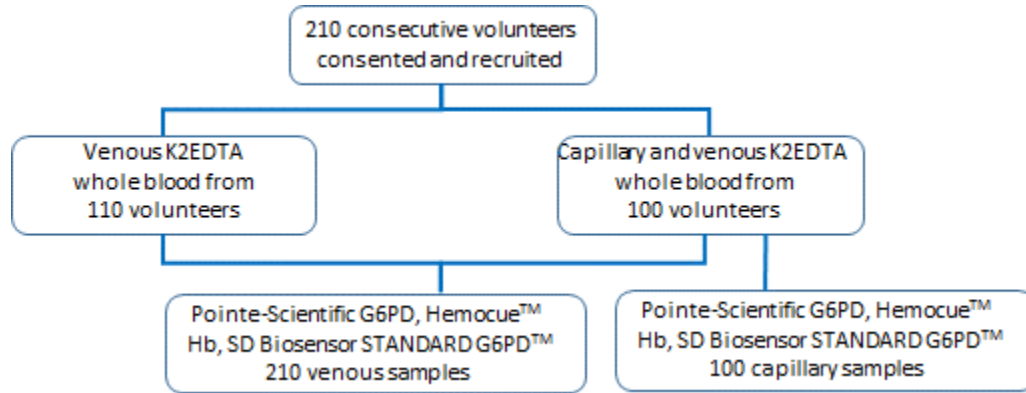 210 consecutive volunteers
consented and recruited
Venous K2EDTA
whole blood from
110 volunteers
Capillary and venous K2EDTA
whole blood from
100 volunteers
Pointe-Scientific G6PD, Hemocue™
Hb, SD Biosensor STANDARD G6PD™
210 venous samples
Pointe-Scientific G6PD, Hemocue™
Hb, SD Biosensor STANDARD G6PD™
100 capillary samples